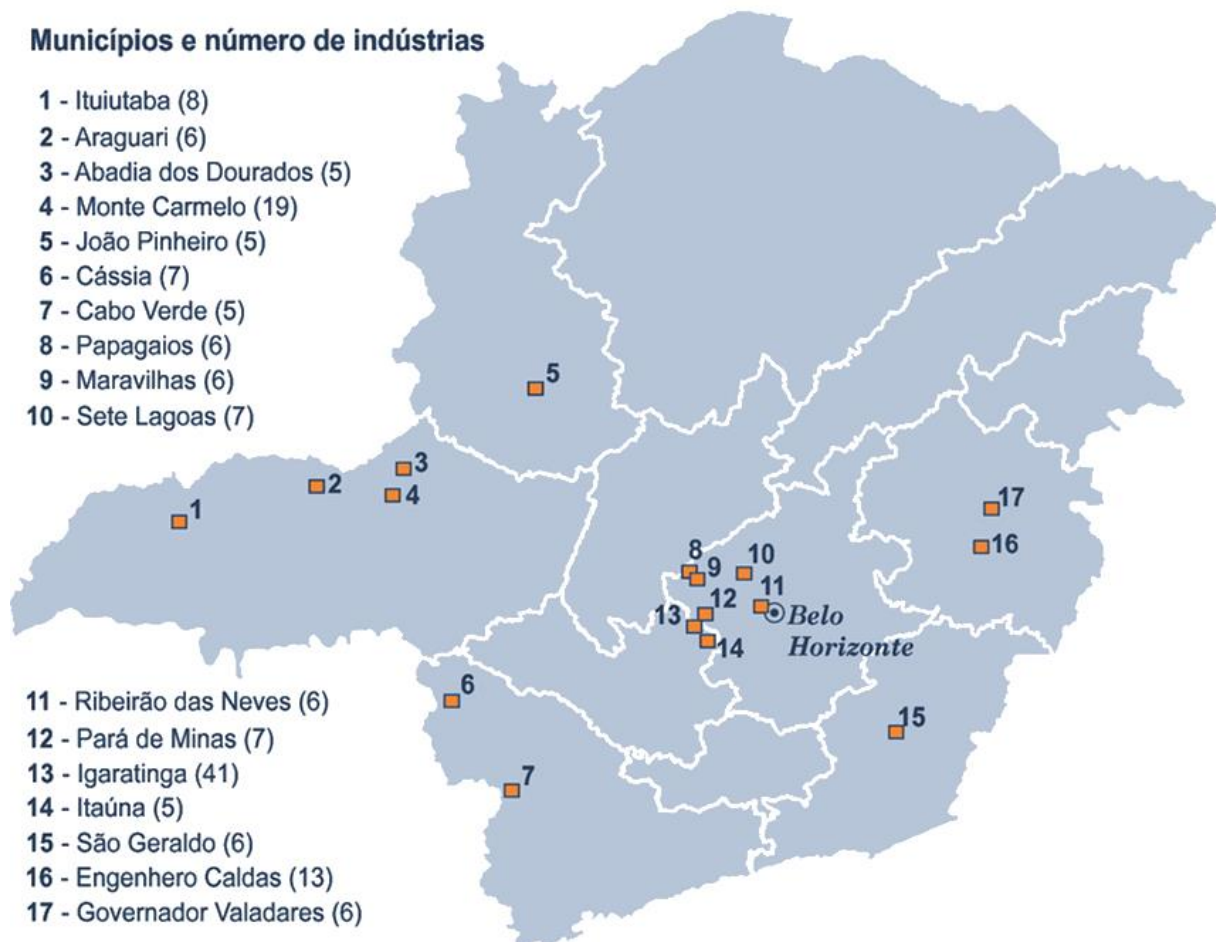 Municípios e número de indústrias
1 - Ituiutaba (8)
2 - Araguari (6)
3 - Abadia dos Dourados (5)
4 - Monte Carmelo (19)
5 - João Pinheiro (5)
6 - Cássia (7)
7 - Cabo Verde (5)
8 - Papagaios (6)
9 - Maravilhas (6)
10 - Sete Lagoas (7)
5
3
2
4
1
17
16
8
9
10
11
12
13
14
Belo
Horizonte
6
15
7
11 - Ribeirão das Neves (6)
12 - Pará de Minas (7)
13 - Igaratinga (41)
14 - Itaúna (5)
15 - São Geraldo (6)
16 - Engenhero Caldas (13)
17 - Governador Valadares (6)